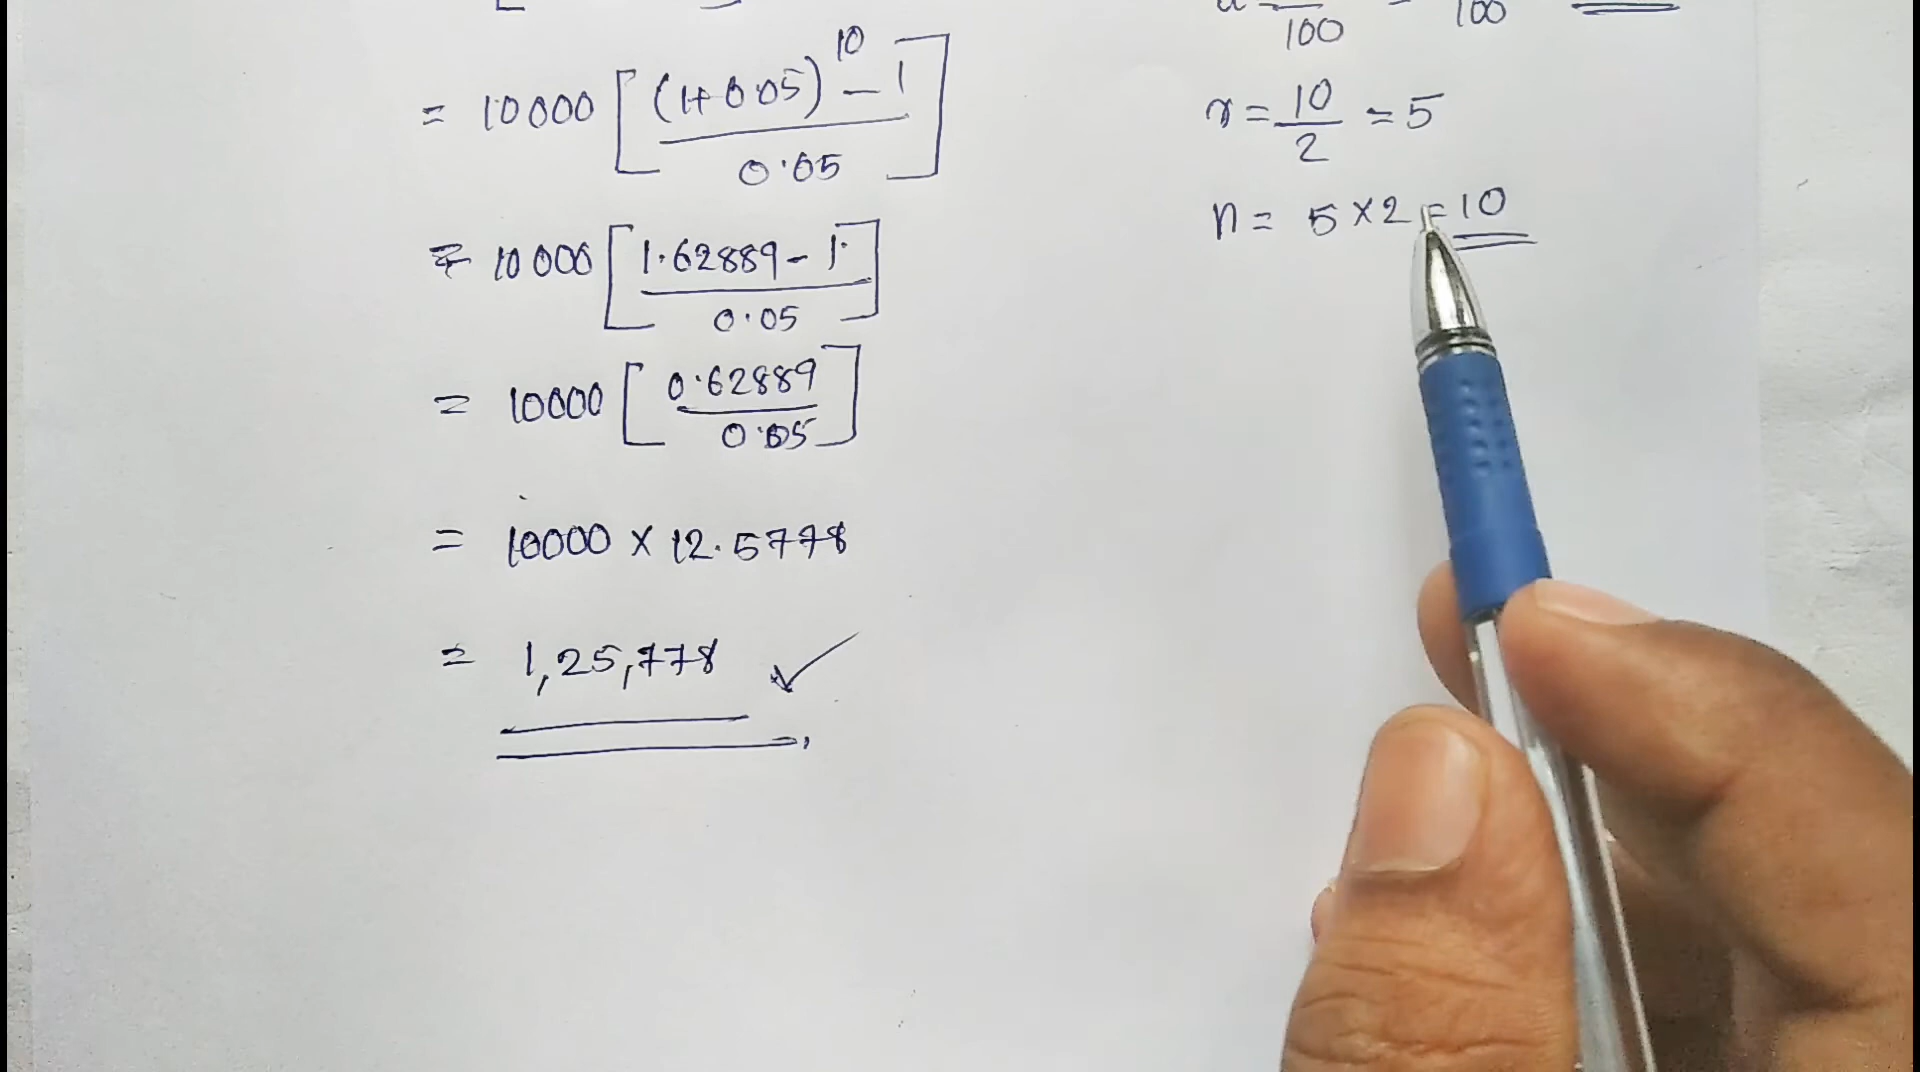 = 10000 [ (1+0.05)^10 - 1 / 0.05 ]
= 10000 [ 1.62889 - 1 / 0.05 ]
= 10000 [ 0.62889 / 0.05 ]
= 10000 x 12.5778
= 1,25,778 ✓
100 = 100
r = 10 / 2 = 5
n = 5 x 2 = 10